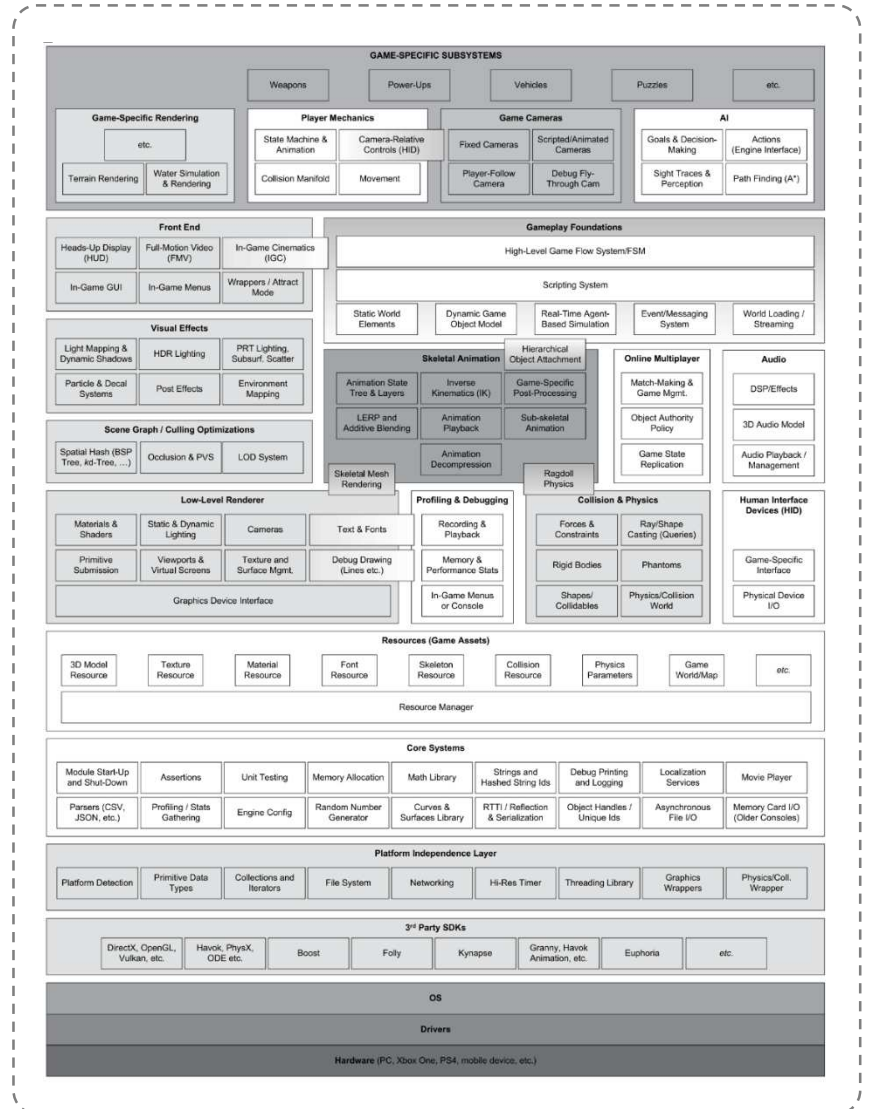 GAME-SPECIFIC SUBSYSTEMS
Weapons
Power-Ups
Vehicles
Puzzles
etc.
Game-Specific Rendering
etc.
Terrain Rendering
Water Simulation
& Rendering
Player Mechanics
State Machine &
Animation
Camera-Relative
Controls (HID)
Collision Manifold
Movement
Game Cameras
Fixed Cameras
Scripted/Animated
Cameras
Player-Follow
Camera
Debug Fly-
Through Cam
AI
Goals & Decision-
Making
Actions
(Engine Interface)
Sight Traces &
Perception
Path Finding (A*)
Front End
Heads-Up Display
(HUD)
Full-Motion Video
(FMV)
In-Game Cinematics
(IGC)
In-Game GUI
In-Game Menus
Wrappers / Attract
Mode
Gameplay Foundations
High-Level Game Flow System/FSM
Scripting System
Static World
Elements
Dynamic Game
Object Model
Real-Time Agent-
Based Simulation
Event/Messaging
System
World Loading /
Streaming
Visual Effects
Light Mapping &
Dynamic Shadows
HDR Lighting
PRT Lighting,
Subsurf. Scatter
Particle & Decal
Systems
Post Effects
Environment
Mapping
Hierarchical
Object Attachment
Skeletal Animation
Animation State
Tree & Layers
Inverse
Kinematics (IK)
Game-Specific
Post-Processing
LERP and
Additive Blending
Animation
Playback
Sub-skeletal
Animation
Animation
Decompression
Online Multiplayer
Match-Making &
Game Mgmt.
Object Authority
Policy
Game State
Replication
Audio
DSP/Effects
3D Audio Model
Audio Playback /
Management
Scene Graph / Culling Optimizations
Spatial Hash (BSP
Tree, kd-Tree, …)
Occlusion & PVS
LOD System
Skeletal Mesh
Rendering
Ragdoll
Physics
Low-Level Renderer
Materials &
Shaders
Static & Dynamic
Lighting
Cameras
Text & Fonts
Primitive
Submission
Viewports &
Virtual Screens
Texture and
Surface Mgmt.
Debug Drawing
(Lines etc.)
Graphics Device Interface
Profiling & Debugging
Recording &
Playback
Memory &
Performance Stats
In-Game Menus
or Console
Collision & Physics
Forces &
Constraints
Ray/Shape
Casting (Queries)
Rigid Bodies
Phantoms
Shapes/
Collidables
Physics/Collision
World
Human Interface
Devices (HID)
Game-Specific
Interface
Physical Device
I/O
Resources (Game Assets)
3D Model
Resource
Texture
Resource
Material
Resource
Font
Resource
Skeleton
Resource
Collision
Resource
Physics
Parameters
Game
World/Map
etc.
Resource Manager
Core Systems
Module Start-Up
and Shut-Down
Assertions
Unit Testing
Memory Allocation
Math Library
Strings and
Hashed String Ids
Debug Printing
and Logging
Localization
Services
Movie Player
Parsers (CSV,
JSON, etc.)
Profiling / Stats
Gathering
Engine Config
Random Number
Generator
Curves &
Surfaces Library
RTTI / Reflection
& Serialization
Object Handles /
Unique Ids
Asynchronous
File I/O
Memory Card I/O
(Older Consoles)
Platform Independence Layer
Platform Detection
Primitive Data
Types
Collections and
Iterators
File System
Networking
Hi-Res Timer
Threading Library
Graphics
Wrappers
Physics/Coll.
Wrapper
3rd Party SDKs
DirectX, OpenGL,
Vulkan, etc.
Havok, PhysX,
ODE etc.
Boost
Folly
Kynapse
Granny, Havok
Animation, etc.
Euphoria
etc.
OS
Drivers
Hardware (PC, Xbox One, PS4, mobile device, etc.)